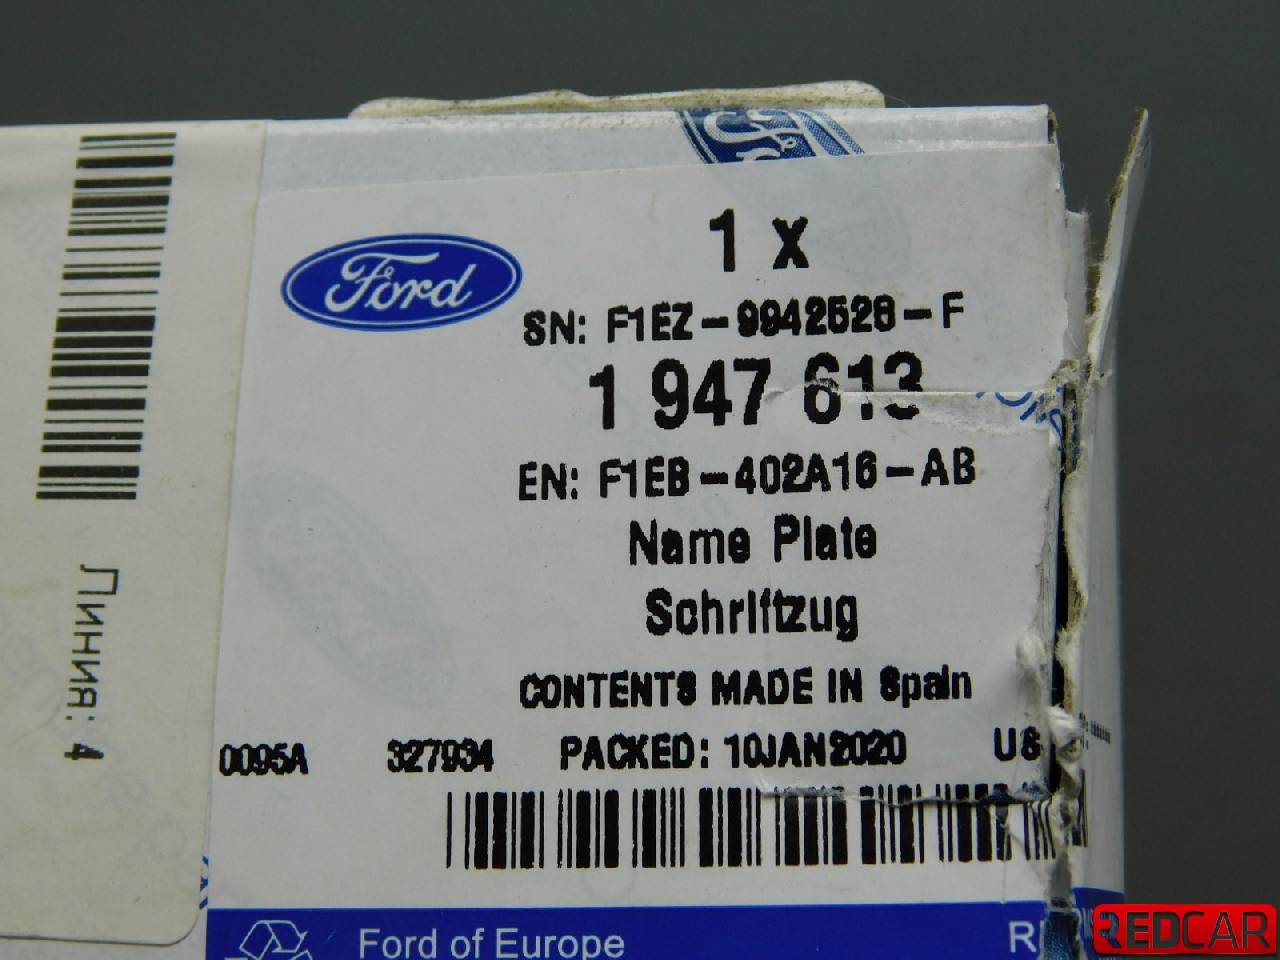 Ford
1 x
SN: F1EZ-9942528-F
1 947 613
EN: F1EB-402A16-AB
Name Plate
Schriftzug
CONTENTS MADE IN Spain
0095A 327934 PACKED: 10JAN2020 US
Линия: 4
Ford of Europe
REDCAR